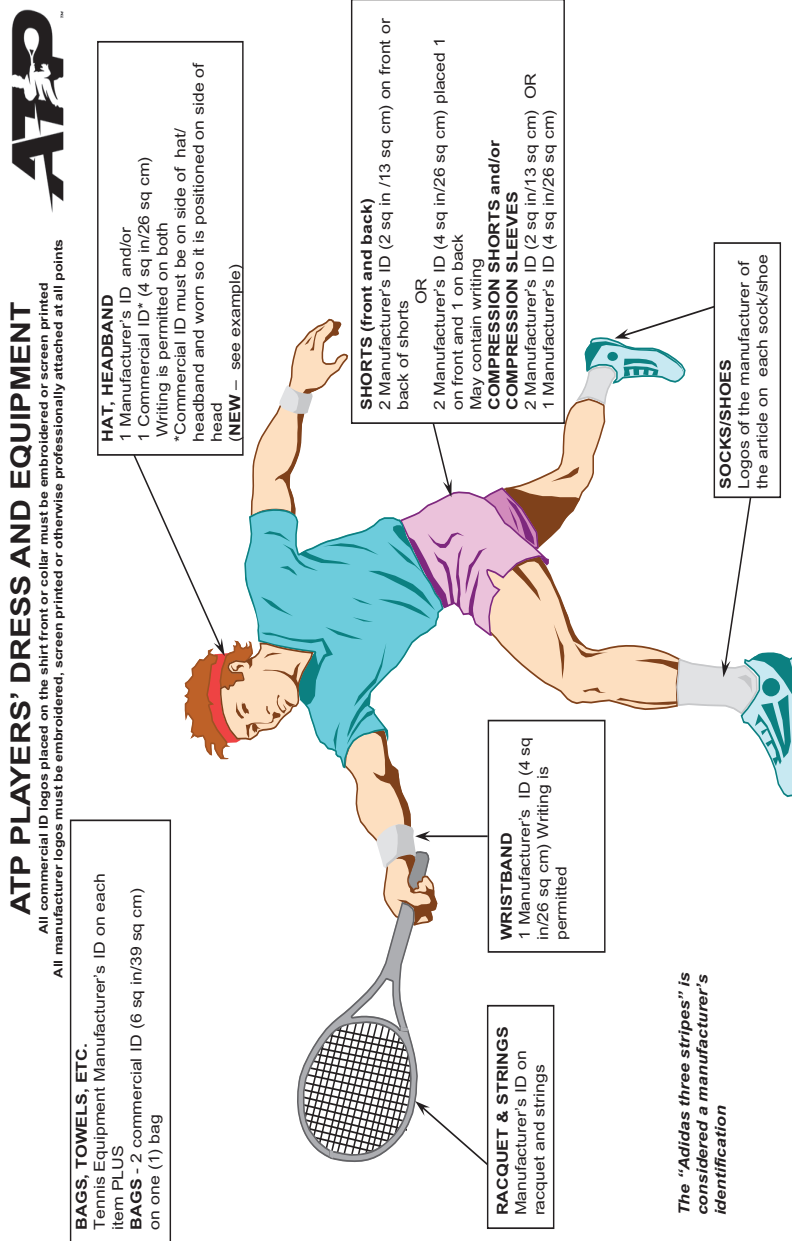 ATP
™
ATP PLAYERS' DRESS AND EQUIPMENT
All commercial ID logos placed on the shirt front or collar must be embroidered or screen printed
All manufacturer logos must be embroidered, screen printed or otherwise professionally attached at all points
BAGS, TOWELS, ETC.
Tennis Equipment Manufacturer's ID on each
item PLUS
BAGS - 2 commercial ID (6 sq in/39 sq cm)
on one (1) bag
HAT, HEADBAND
1 Manufacturer's ID and/or
1 Commercial ID* (4 sq in/26 sq cm)
Writing is permitted on both
*Commercial ID must be on side of hat/
headband and worn so it is positioned on side of
head
(NEW – see example)
SHORTS (front and back)
2 Manufacturer's ID (2 sq in /13 sq cm) on front or
back of shorts
OR
2 Manufacturer's ID (4 sq in/26 sq cm) placed 1
on front and 1 on back
May contain writing
COMPRESSION SHORTS and/or
COMPRESSION SLEEVES
2 Manufacturer's ID (2 sq in/13 sq cm) OR
1 Manufacturer's ID (4 sq in/26 sq cm)
RACQUET & STRINGS
Manufacturer's ID on
racquet and strings
WRISTBAND
1 Manufacturer's ID (4 sq
in/26 sq cm) Writing is
permitted
SOCKS/SHOES
Logos of the manufacturer of
the article on each sock/shoe
The "Adidas three stripes" is
considered a manufacturer's
identification